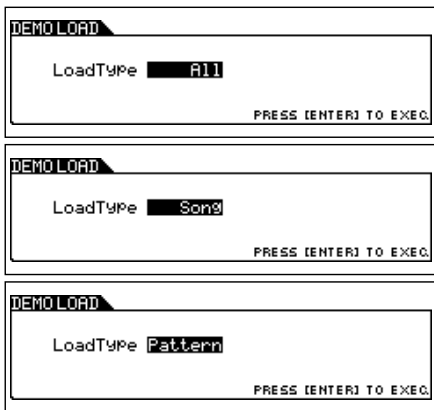 DEMO LOAD
LoadType All
PRESS [ENTER] TO EXEC.
DEMO LOAD
LoadType Song
PRESS [ENTER] TO EXEC.
DEMO LOAD
LoadType Pattern
PRESS [ENTER] TO EXEC.